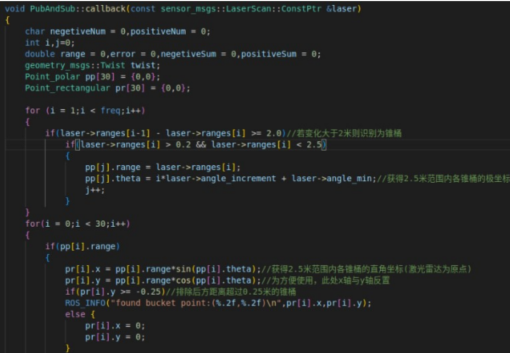 void PubAndSub::callback(const sensor_msgs::LaserScan::ConstPtr &laser)
{
char negetiveNum = 0,positiveNum = 0;
int i,j=0;
double range = 0,error = 0,negetiveSum = 0,positiveSum = 0;
geometry_msgs::Twist twist;
Point_polar pp[30] = {0,0};
Point_rectangular pr[30] = {0,0};
for (i = 1;i < freq;i++)
{
if(laser->ranges[i-1] - laser->ranges[i] >= 2.0)//若变化大于2米则识别为锥桶
if(laser->ranges[i] > 0.2 && laser->ranges[i] < 2.5)
{
pp[j].range = laser->ranges[i];
pp[j].theta = i*laser->angle_increment + laser->angle_min;//获得2.5米范围内各锥桶的极坐标
j++;
}
}
for(i = 0;i < 30;i++)
{
if(pp[i].range)
{
pr[i].x = pp[i].range*sin(pp[i].theta);//获得2.5米范围内各锥桶的直角坐标(激光雷达为原点)
pr[i].y = pp[i].range*cos(pp[i].theta);//为方便使用，此处x轴与y轴反置
if(pr[i].y >= -0.25)//排除后方距离超过0.25米的锥桶
ROS_INFO("found bucket point:(%.2f,%.2f)\n",pr[i].x,pr[i].y);
else {
pr[i].x = 0;
pr[i].y = 0;
}